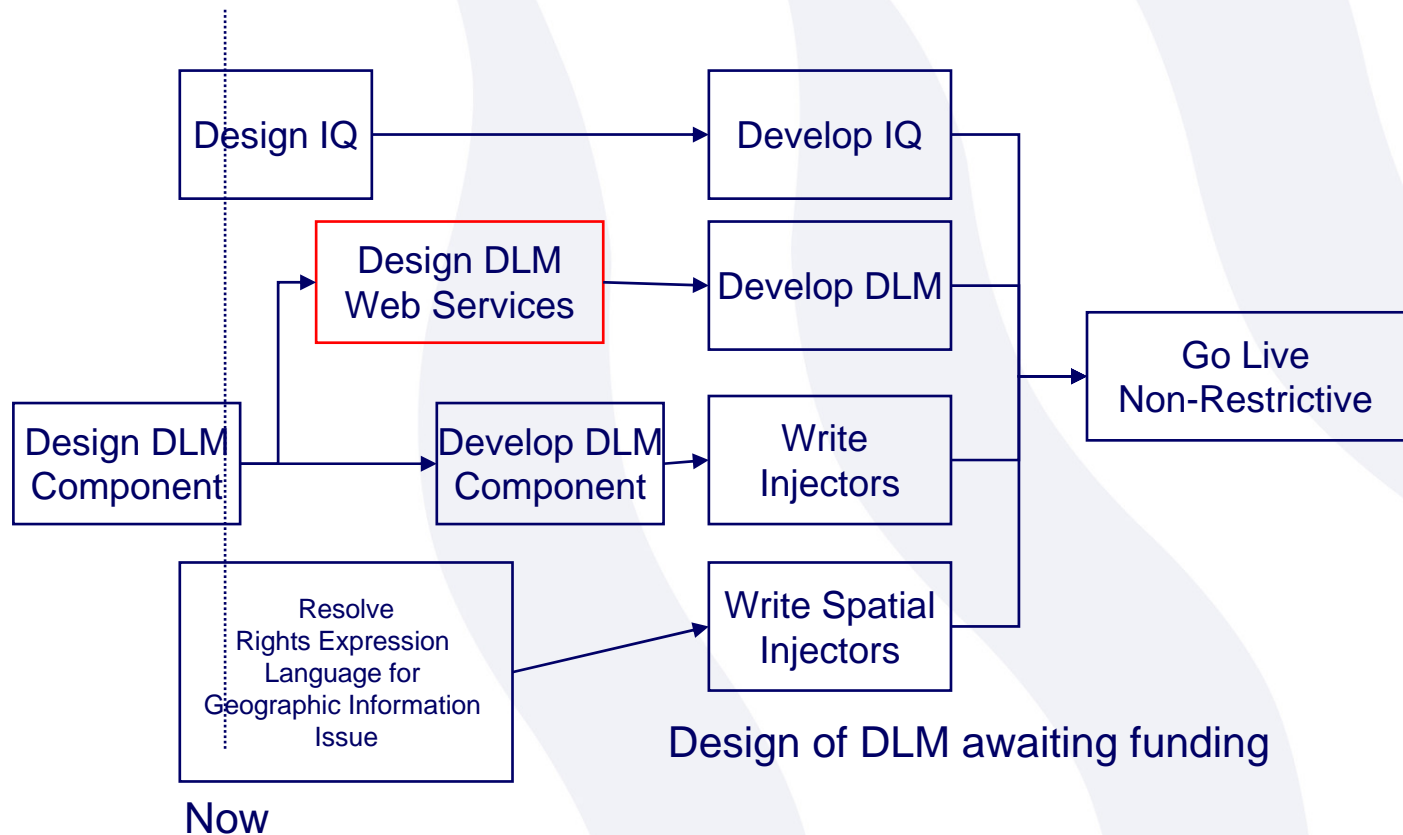 Design IQ
Develop IQ
Design DLM
Web Services
Develop DLM
Go Live
Non-Restrictive
Design DLM
Component
Develop DLM
Component
Write
Injectors
Resolve
Rights Expression
Language for
Geographic Information
Issue
Write Spatial
Injectors
Design of DLM awaiting funding
Now